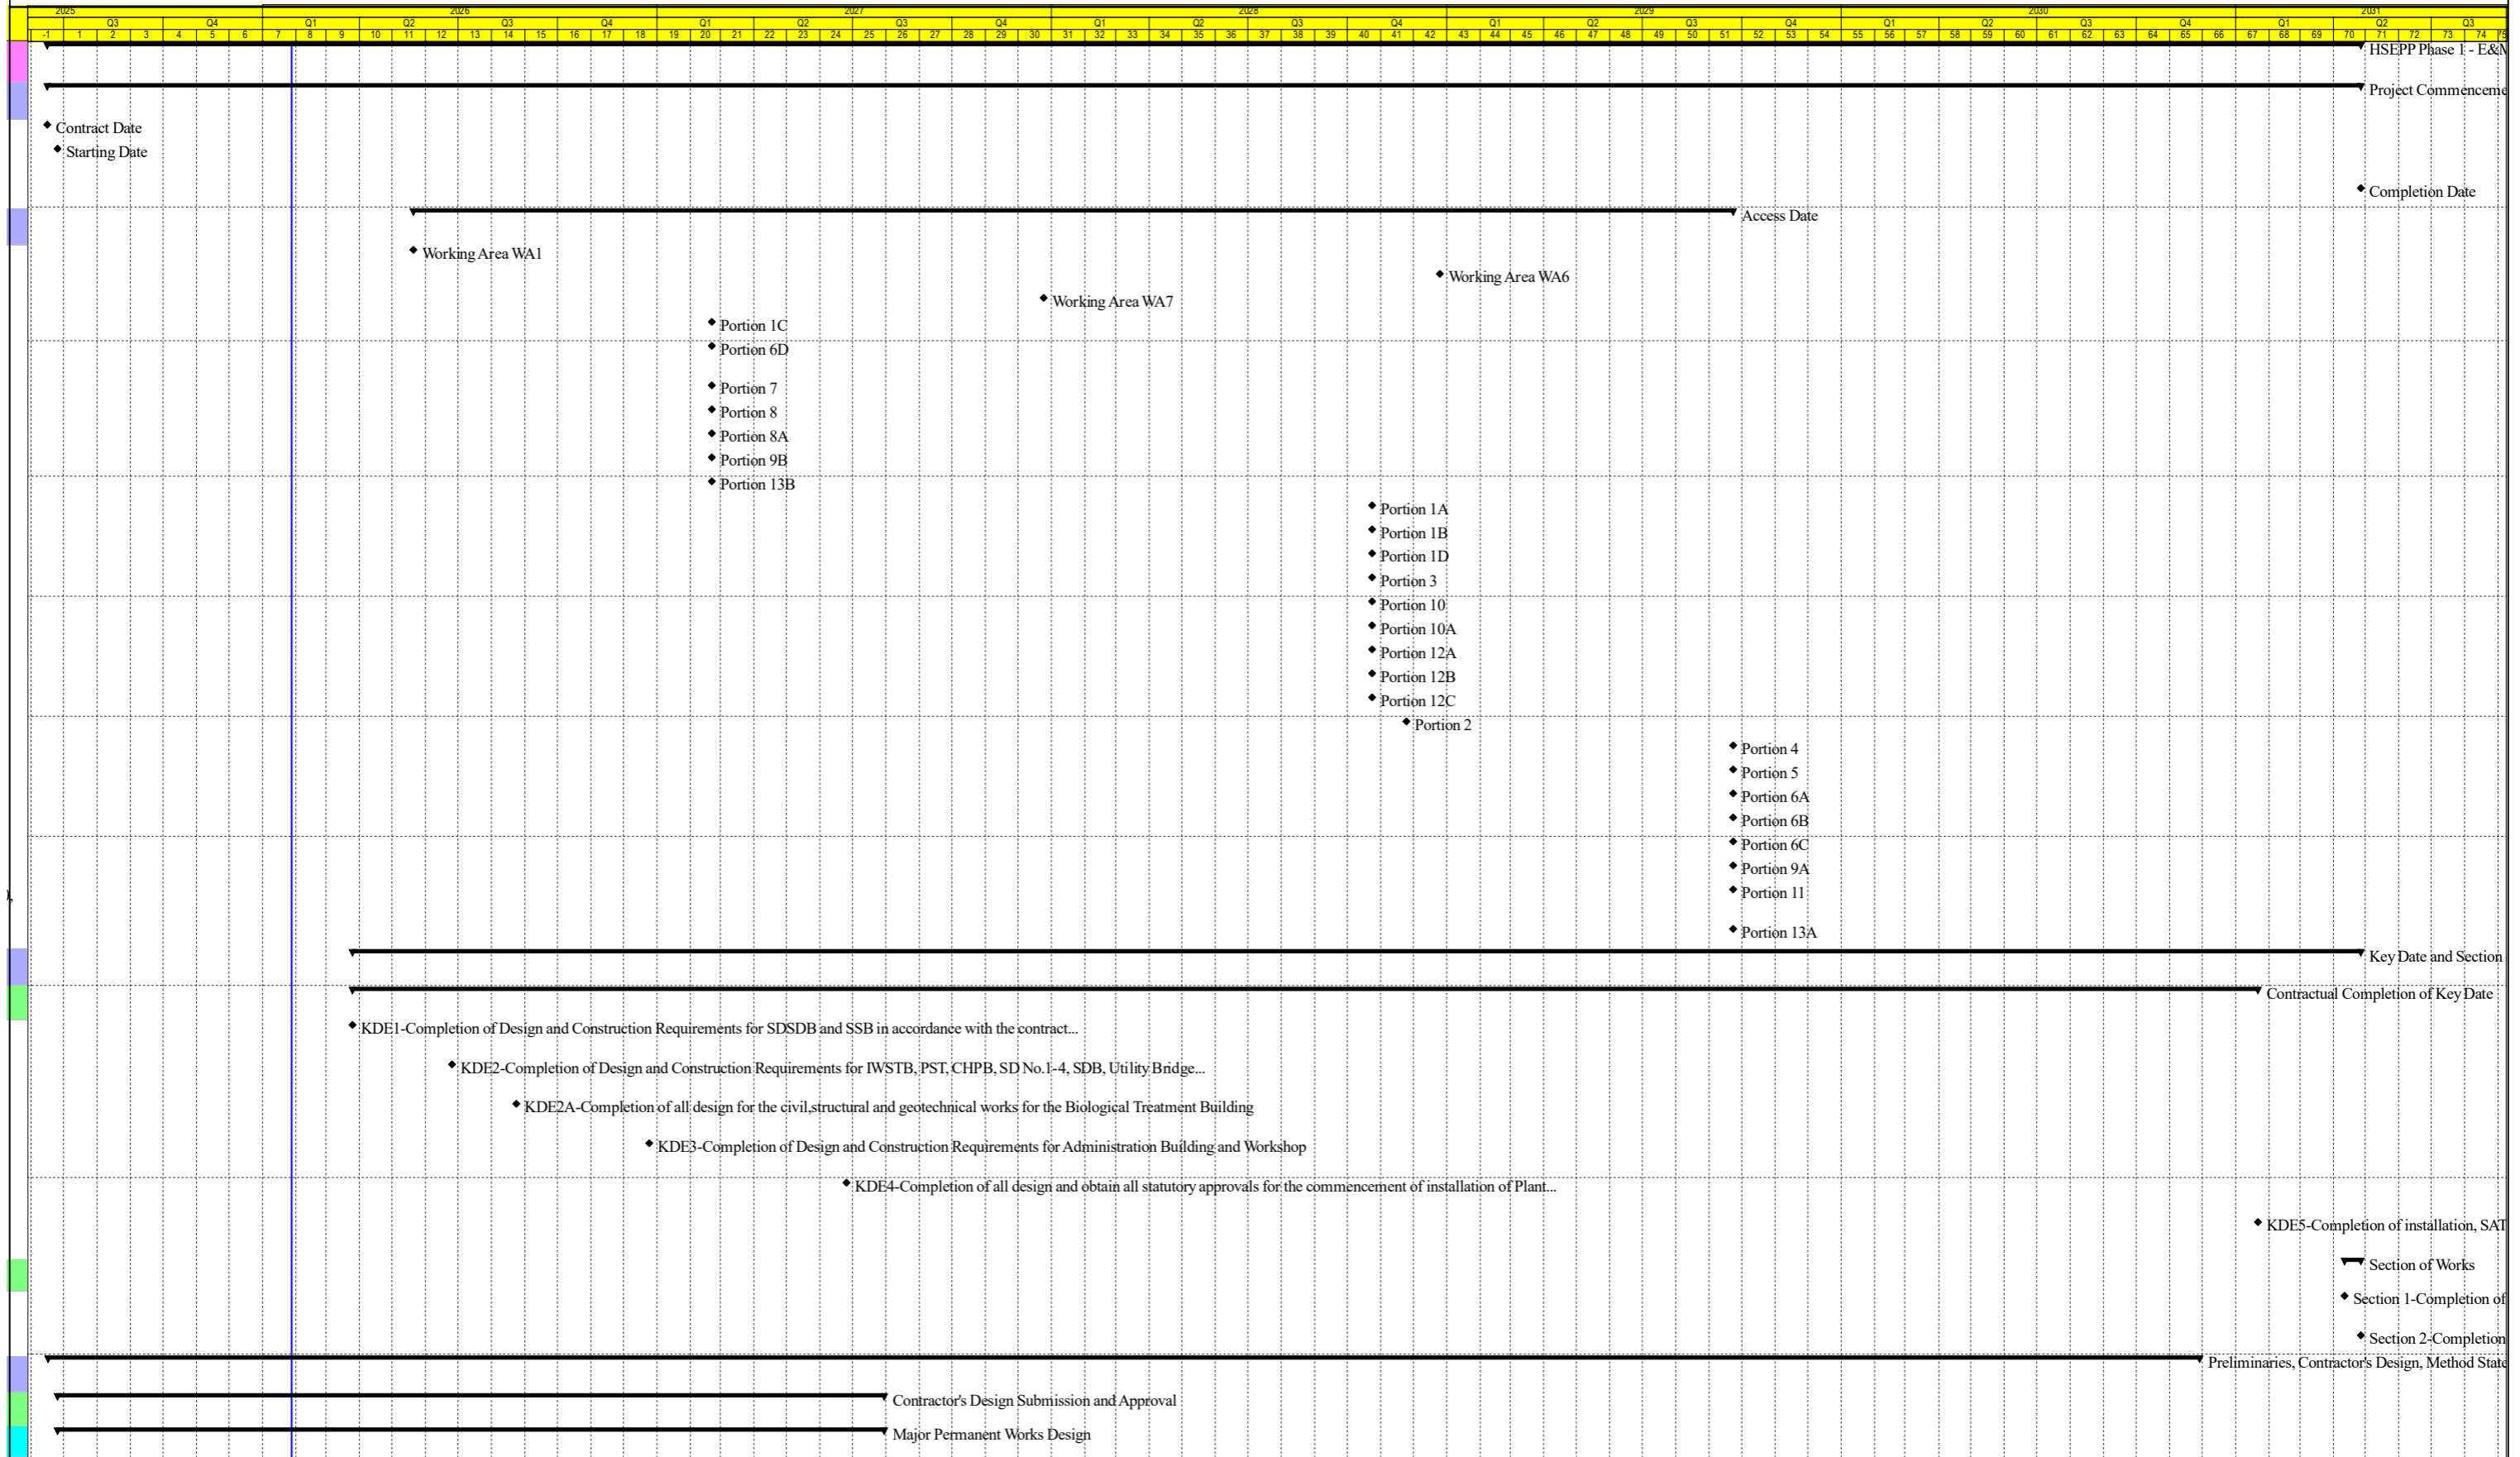 2025 2026 2027 2028 2029 2030 2031
Q3 Q4 Q1 Q2 Q3 Q4 Q1 Q2 Q3 Q4 Q1 Q2 Q3 Q4 Q1 Q2 Q3 Q4 Q1 Q2 Q3 Q4 Q1 Q2 Q3
-1 1 2 3 4 5 6 7 8 9 10 11 12 13 14 15 16 17 18 19 20 21 22 23 24 25 26 27 28 29 30 31 32 33 34 35 36 37 38 39 40 41 42 43 44 45 46 47 48 49 50 51 52 53 54 55 56 57 58 59 60 61 62 63 64 65 66 67 68 69 70 71 72 73 74 75
HSEPP Phase 1 - E&M
Project Commenceme
Contract Date
Starting Date
Completion Date
Access Date
Working Area WA1
Working Area WA6
Working Area WA7
Portion 1C
Portion 6D
Portion 7
Portion 8
Portion 8A
Portion 9B
Portion 13B
Portion 1A
Portion 1B
Portion 1D
Portion 3
Portion 10
Portion 10A
Portion 12A
Portion 12B
Portion 12C
Portion 2
Portion 4
Portion 5
Portion 6A
Portion 6B
Portion 6C
Portion 9A
Portion 11
),
Portion 13A
Key Date and Section
Contractual Completion of Key Date
KDE1-Completion of Design and Construction Requirements for SDSDB and SSB in accordance with the contract...
KDE2-Completion of Design and Construction Requirements for IWSTB, PST, CHPB, SD No.1-4, SDB, Utility Bridge...
KDE2A-Completion of all design for the civil,structural and geotechnical works for the Biological Treatment Building
KDE3-Completion of Design and Construction Requirements for Administration Building and Workshop
KDE4-Completion of all design and obtain all statutory approvals for the commencement of installation of Plant...
KDE5-Completion of installation, SAT
Section of Works
Section 1-Completion of
Section 2-Completion
Preliminaries, Contractor's Design, Method State
Contractor's Design Submission and Approval
Major Permanent Works Design